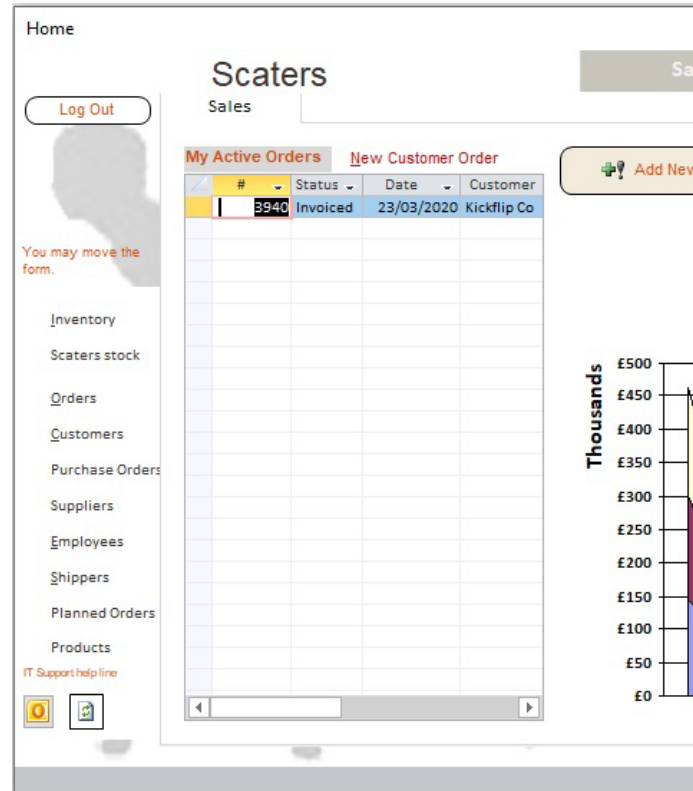 Home
Scaters
Sa
Log Out
Sales
My Active Orders New Customer Order
Add New
# Status Date Customer
3940 Invoiced 23/03/2020 Kickflip Co
You may move the
form.
Inventory
Scaters stock
Orders
Customers
Purchase Orders
Suppliers
Employees
Shippers
Planned Orders
Products
IT Support help line
Thousands
£500
£450
£400
£350
£300
£250
£200
£150
£100
£50
£0